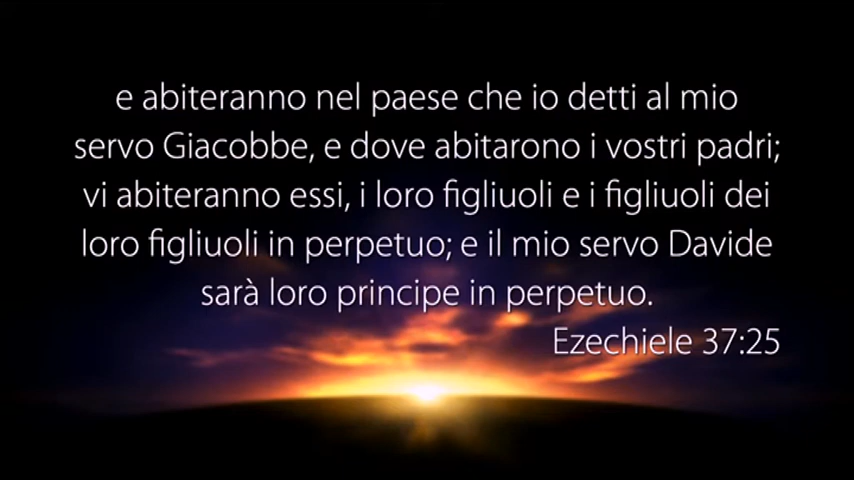 e abiteranno nel paese che io detti al mio
servo Giacobbe, e dove abitarono i vostri padri;
vi abiteranno essi, i loro figliuoli e i figliuoli dei
loro figliuoli in perpetuo; e il mio servo Davide
sarà loro principe in perpetuo.
Ezechiele 37:25